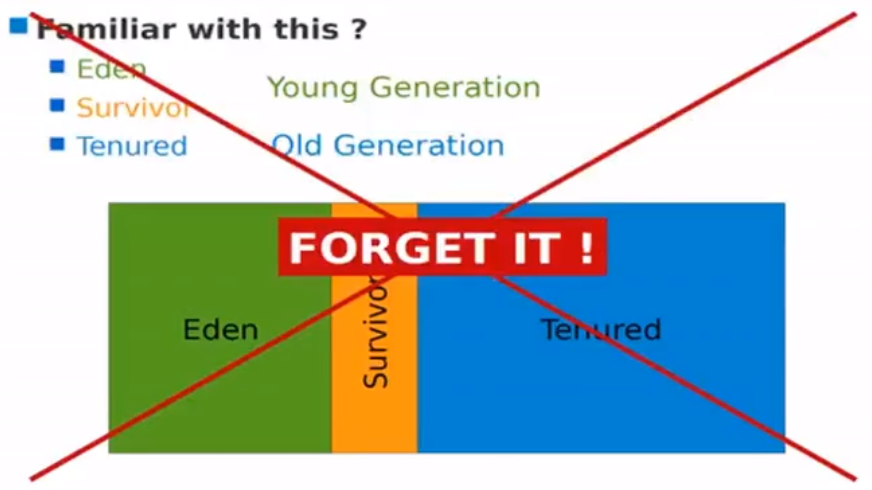 Familiar with this ?
Eden
Survivor
Young Generation
Tenured
Old Generation
FORGET IT !
Eden
Survivor
Tenured